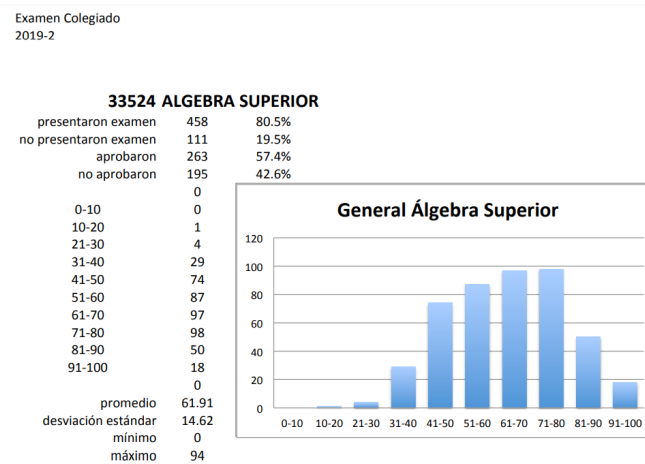 Examen Colegiado
2019-2
33524 ALGEBRA SUPERIOR
presentaron examen 458 80.5%
no presentaron examen 111 19.5%
aprobaron 263 57.4%
no aprobaron 195 42.6%
0
0-10 0
10-20 1
21-30 4
31-40 29
41-50 74
51-60 87
61-70 97
71-80 98
81-90 50
91-100 18
0
promedio 61.91
desviación estándar 14.62
mínimo 0
máximo 94
General Álgebra Superior
120
100
80
60
40
20
0
0-10 10-20 21-30 31-40 41-50 51-60 61-70 71-80 81-90 91-100